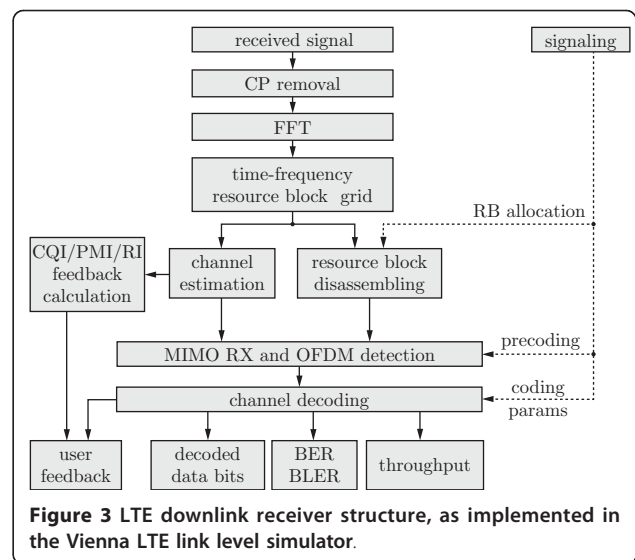 received signal
signaling
CP removal
FFT
time-frequency
resource block grid
RB allocation
CQI/PMI/RI
feedback
calculation
channel
estimation
resource block
disassembling
precoding
MIMO RX and OFDM detection
coding
params
channel decoding
user
feedback
decoded
data bits
BER
BLER
throughput
Figure 3 LTE downlink receiver structure, as implemented in
the Vienna LTE link level simulator.